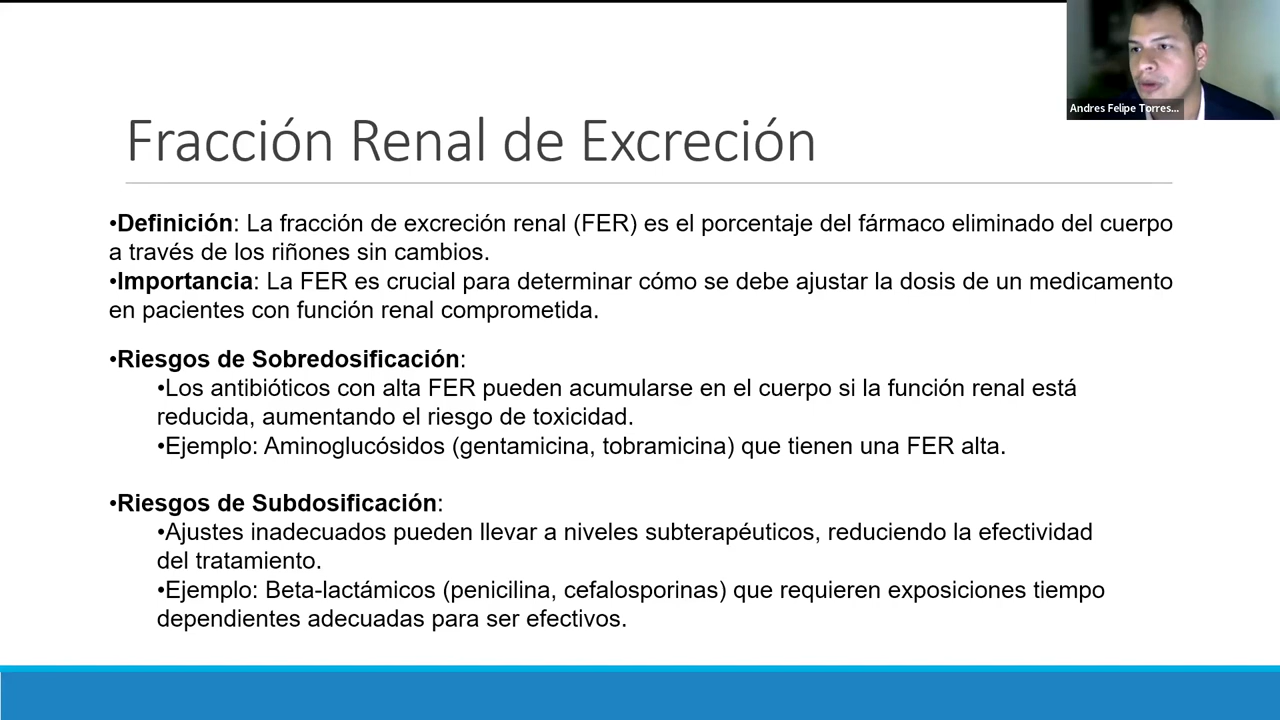 Andres Felipe Torres...
Fracción Renal de Excreción
•Definición: La fracción de excreción renal (FER) es el porcentaje del fármaco eliminado del cuerpo
a través de los riñones sin cambios.
•Importancia: La FER es crucial para determinar cómo se debe ajustar la dosis de un medicamento
en pacientes con función renal comprometida.
•Riesgos de Sobredosificación:
•Los antibióticos con alta FER pueden acumularse en el cuerpo si la función renal está
reducida, aumentando el riesgo de toxicidad.
•Ejemplo: Aminoglucósidos (gentamicina, tobramicina) que tienen una FER alta.
•Riesgos de Subdosificación:
•Ajustes inadecuados pueden llevar a niveles subterapéuticos, reduciendo la efectividad
del tratamiento.
•Ejemplo: Beta-lactámicos (penicilina, cefalosporinas) que requieren exposiciones tiempo
dependientes adecuadas para ser efectivos.